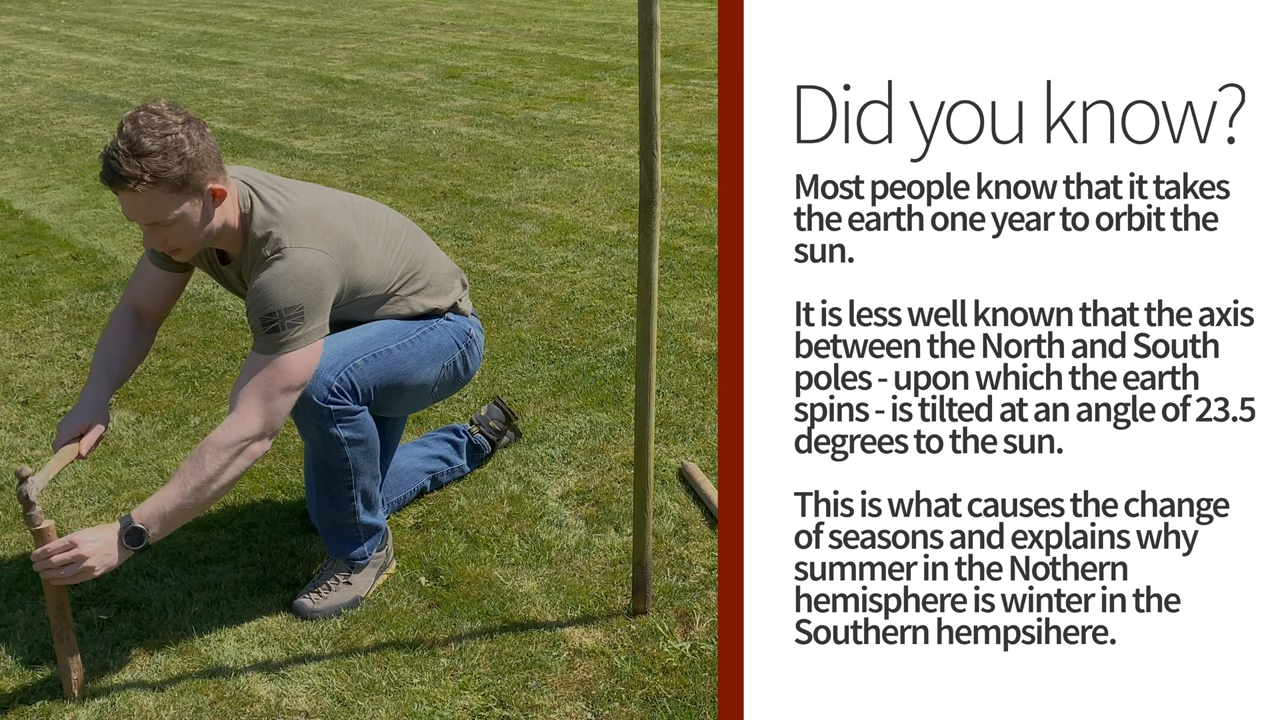 Did you know?
Most people know that it takes
the earth one year to orbit the
sun.
It is less well known that the axis
between the North and South
poles - upon which the earth
spins - is tilted at an angle of 23.5
degrees to the sun.
This is what causes the change
of seasons and explains why
summer in the Nothern
hemisphere is winter in the
Southern hempsihere.